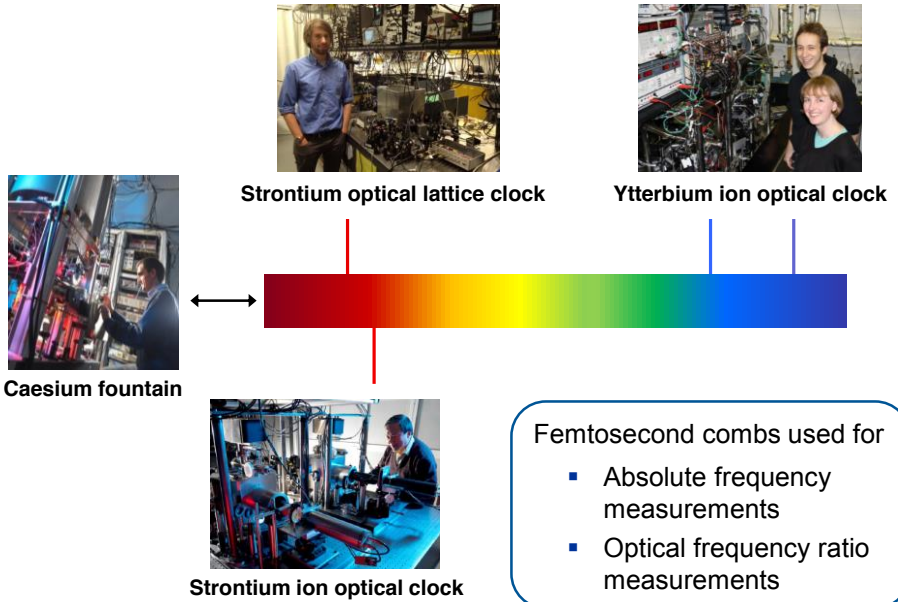 Strontium optical lattice clock
Ytterbium ion optical clock
Caesium fountain
Strontium ion optical clock
Femtosecond combs used for
▪ Absolute frequency
measurements
▪ Optical frequency ratio
measurements